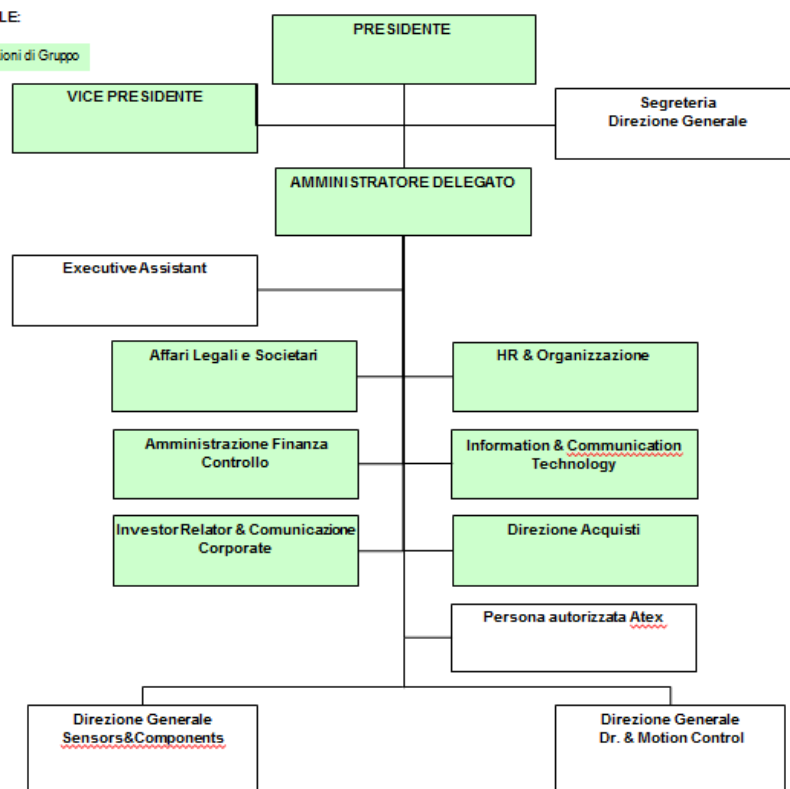 LE:
PRESIDENTE
ioni di Gruppo
VICE PRESIDENTE
Segreteria
Direzione Generale
AMMINISTRATORE DELEGATO
Executive Assistant
Affari Legali e Societari
HR & Organizzazione
Amministrazione Finanza
Controllo
Information & Communication
Technology
Investor Relator & Comunicazione
Corporate
Direzione Acquisti
Persona autorizzata Atex
Direzione Generale
Sensors&Components
Direzione Generale
Dr. & Motion Control